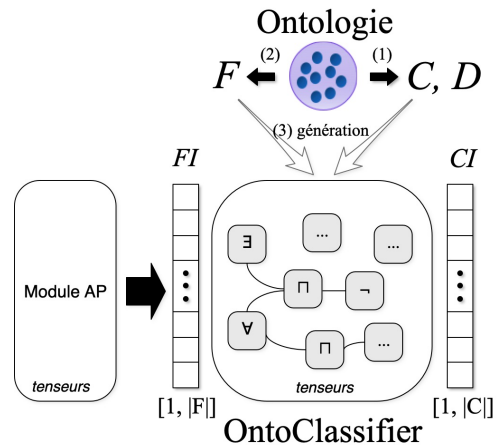 Ontologie
(2)
(1)
F
C, D
(3) génération
FI
CI
∃
...
...
Module AP
⊓
¬
∀
⊓
...
tenseurs
tenseurs
[1, |F|]
[1, |C|]
OntoClassifier